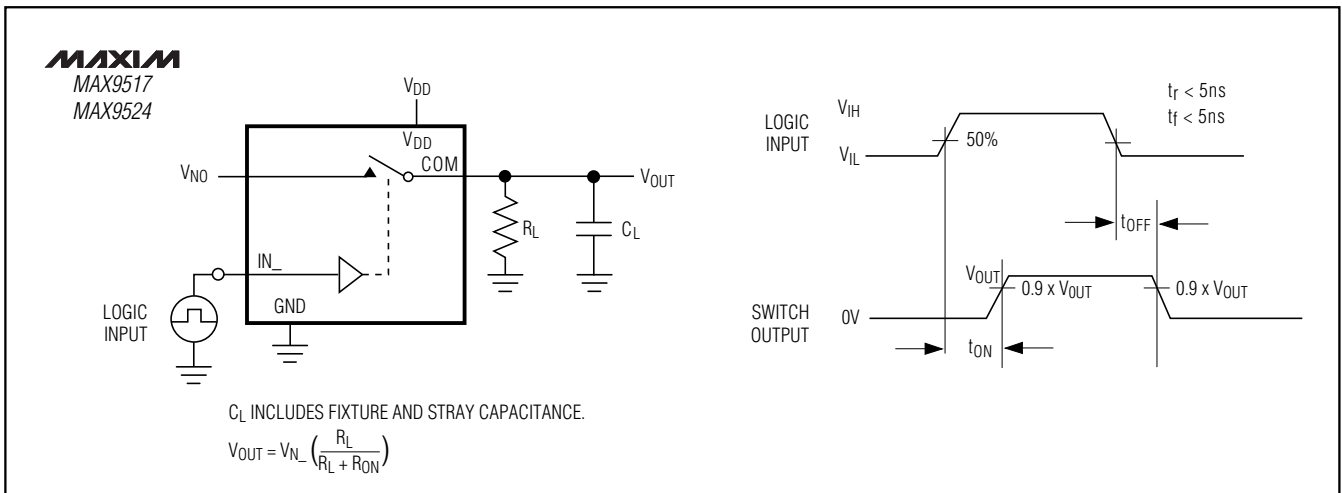 MAXIM
MAX9517
MAX9524
VDD
VDD
COM
VNO
VOUT
RL
CL
IN_
GND
LOGIC
INPUT
CL INCLUDES FIXTURE AND STRAY CAPACITANCE.
VOUT = VN_ (RL / RL + RON)
LOGIC
INPUT
VIH
VIL
50%
tr < 5ns
tf < 5ns
tOFF
VOUT
0.9 x VOUT
0.9 x VOUT
SWITCH
OUTPUT
0V
tON